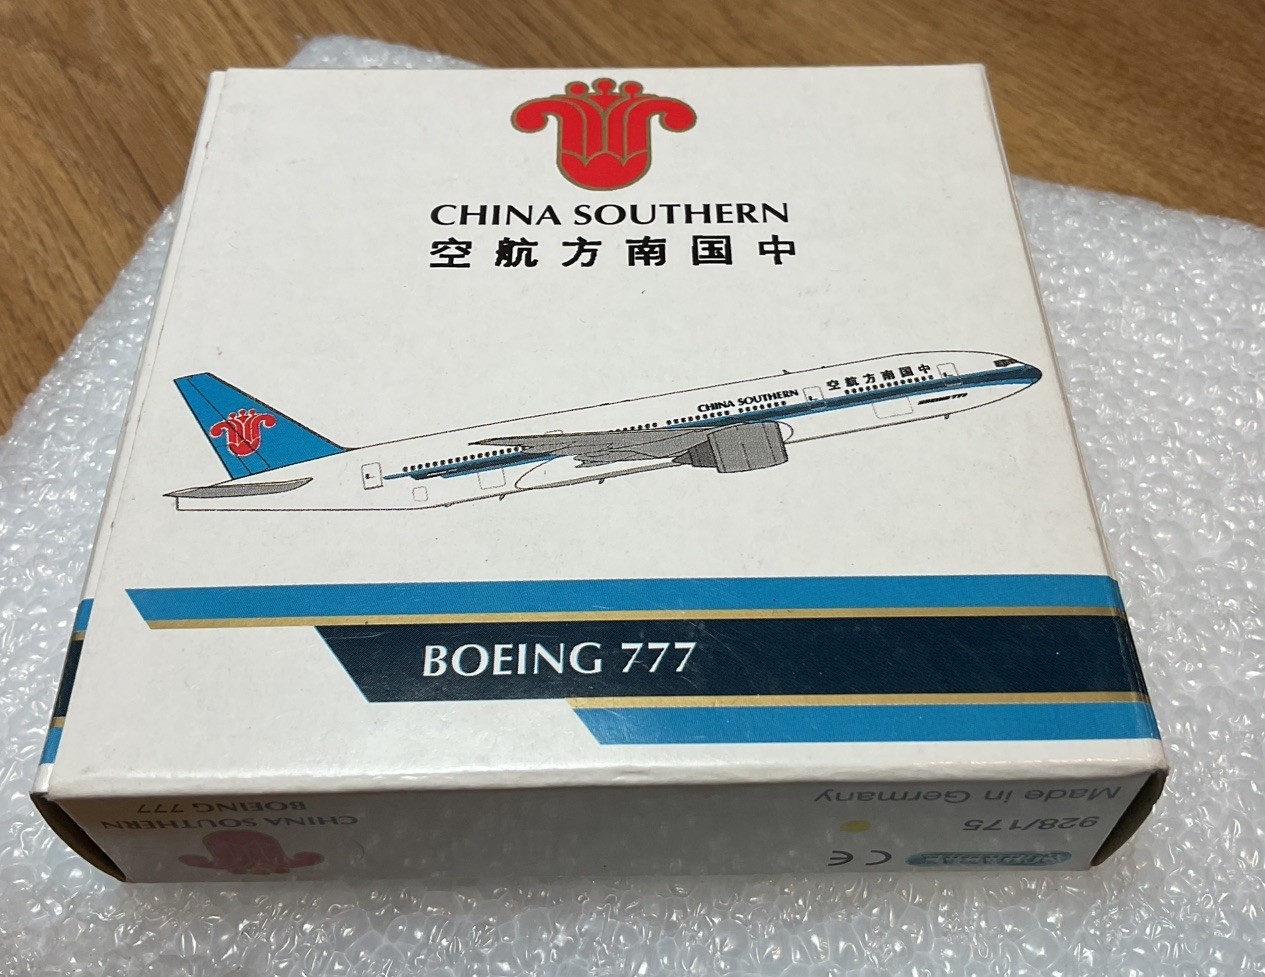 CHINA SOUTHERN
空航方南国中
CHINA SOUTHERN
空航方南国中
BOEING 777
BOEING 777
CHINA SOUTHERN
BOEING 777
CE
928/175
Made in Germany